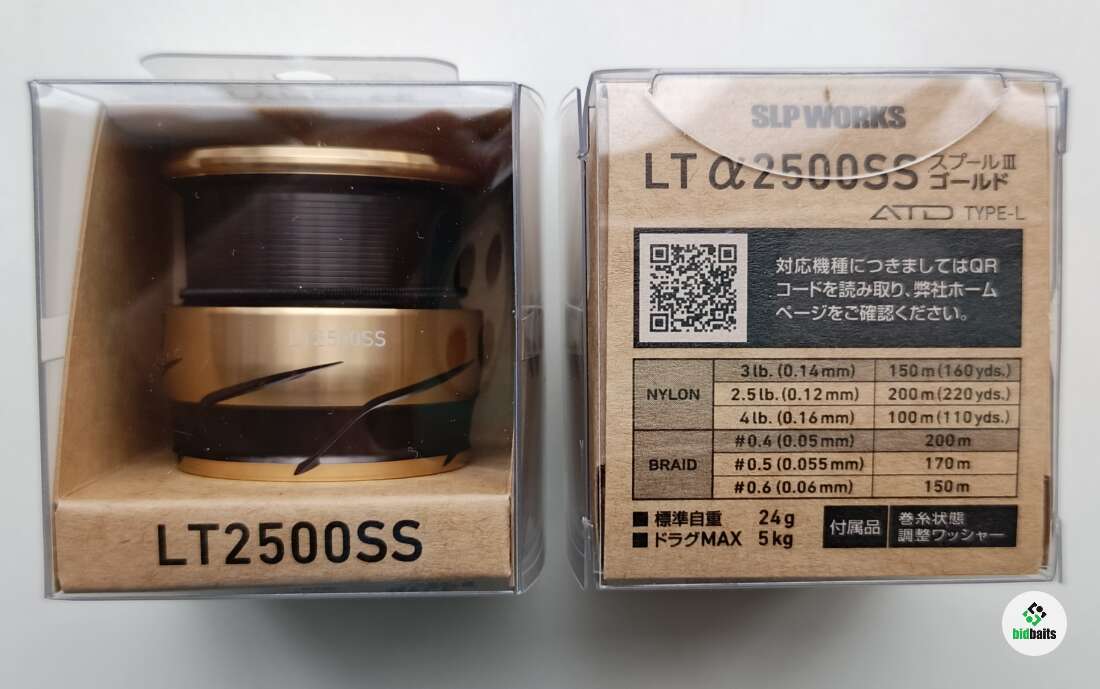 LT2500SS
LT2500SS
SLP WORKS
LT α2500SS スプールⅢ
ゴールド
ATD TYPE-L
対応機種につきましてはQR
コードを読み取り、弊社ホーム
ページをご確認ください。
NYLON
3lb. (0.14mm) 150m (160yds.)
2.5lb. (0.12mm) 200m (220yds.)
4lb. (0.16mm) 100m (110yds.)
BRAID
#0.4 (0.05mm) 200m
#0.5 (0.055mm) 170m
#0.6 (0.06mm) 150m
■標準自重 24g
■ドラグMAX 5kg
付属品
巻糸状態
調整ワッシャー
bidbaits